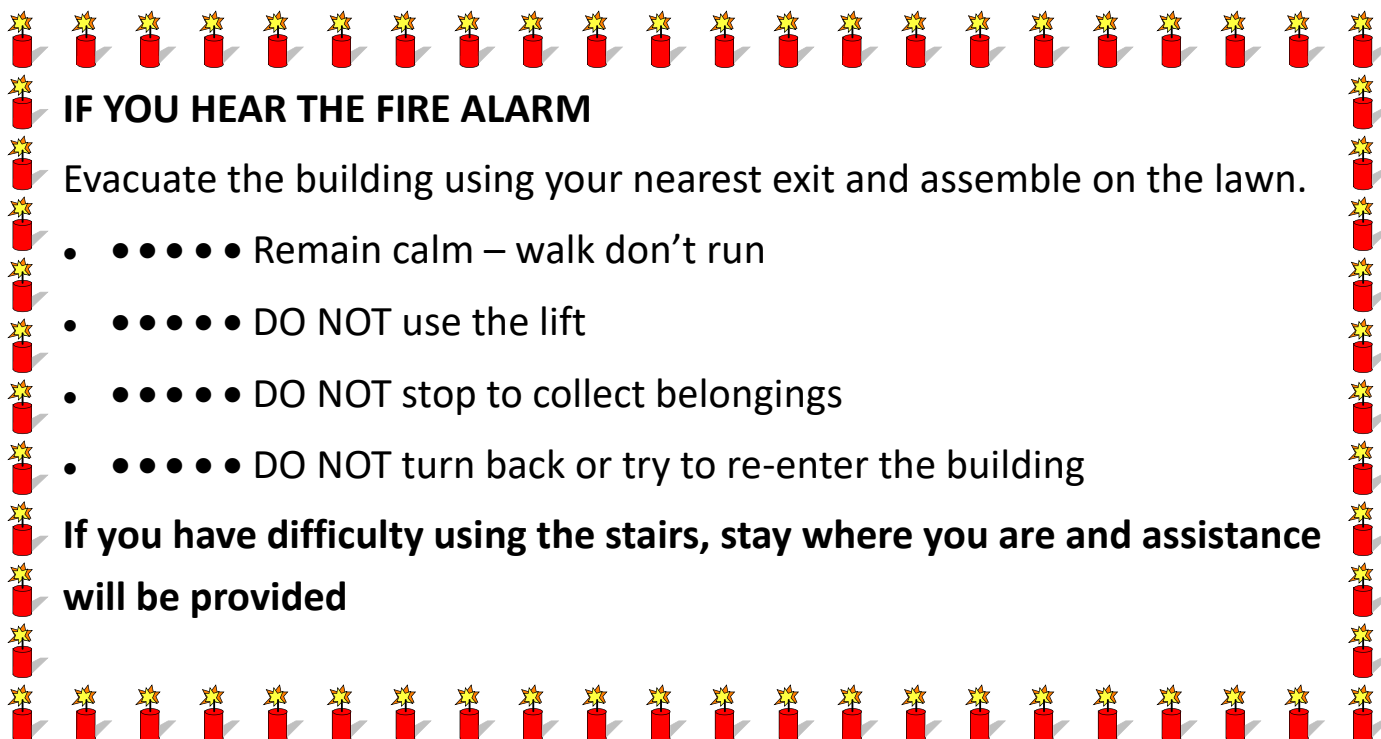 IF YOU HEAR THE FIRE ALARM
Evacuate the building using your nearest exit and assemble on the lawn.
• ••••• Remain calm – walk don’t run
• ••••• DO NOT use the lift
• ••••• DO NOT stop to collect belongings
• ••••• DO NOT turn back or try to re-enter the building
If you have difficulty using the stairs, stay where you are and assistance
will be provided